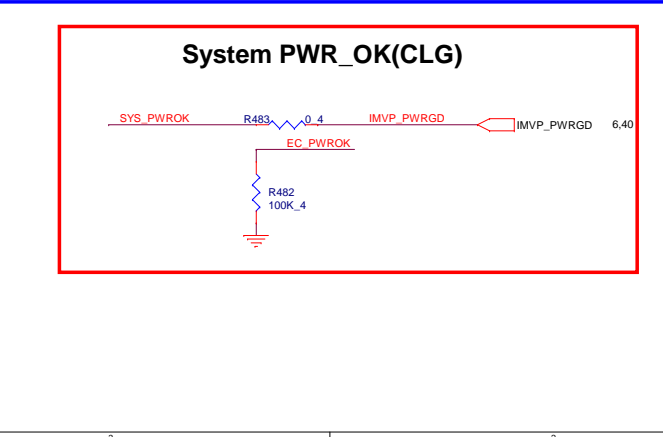 System PWR_OK(CLG)
SYS_PWROK R483 0_4 IMVP_PWRGD IMVP_PWRGD 6,40
EC_PWROK
R482
100K_4